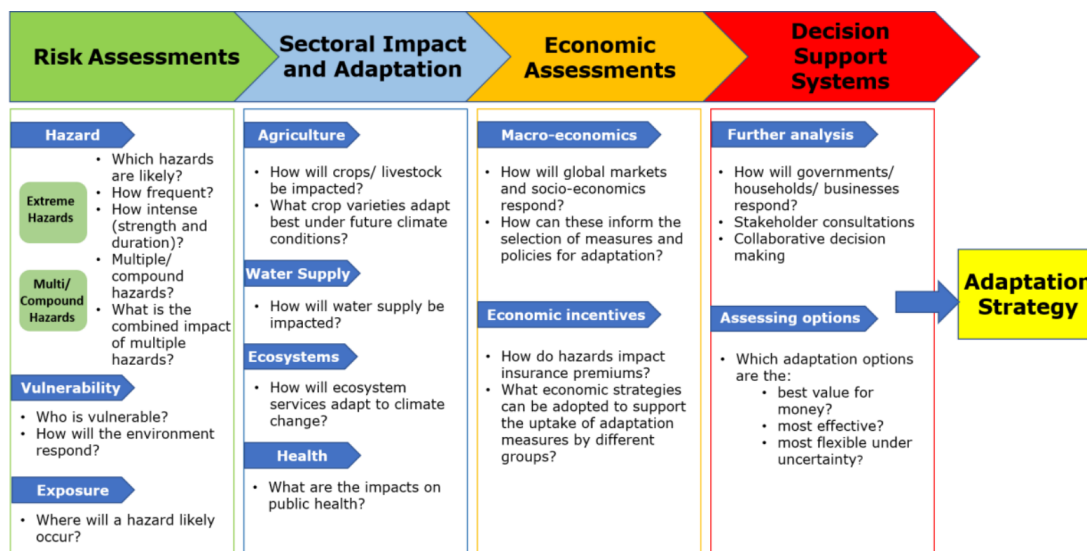 Risk Assessments
Sectoral Impact
and Adaptation
Economic
Assessments
Decision
Support
Systems
Hazard
Extreme
Hazards
Multi/
Compound
Hazards
• Which hazards
are likely?
• How frequent?
• How intense
(strength and
duration)?
• Multiple/
compound
hazards?
• What is the
combined impact
of multiple
hazards?
Vulnerability
• Who is vulnerable?
• How will the environment
respond?
Exposure
• Where will a hazard likely
occur?
Agriculture
• How will crops/ livestock
be impacted?
• What crop varieties adapt
best under future climate
conditions?
Water Supply
• How will water supply be
impacted?
Ecosystems
• How will ecosystem
services adapt to climate
change?
Health
• What are the impacts on
public health?
Macro-economics
• How will global markets
and socio-economics
respond?
• How can these inform the
selection of measures and
policies for adaptation?
Economic incentives
• How do hazards impact
insurance premiums?
• What economic strategies
can be adopted to support
the uptake of adaptation
measures by different
groups?
Further analysis
• How will governments/
households/ businesses
respond?
• Stakeholder consultations
• Collaborative decision
making
Assessing options
• Which adaptation options
are the:
• best value for
money?
• most effective?
• most flexible under
uncertainty?
Adaptation
Strategy